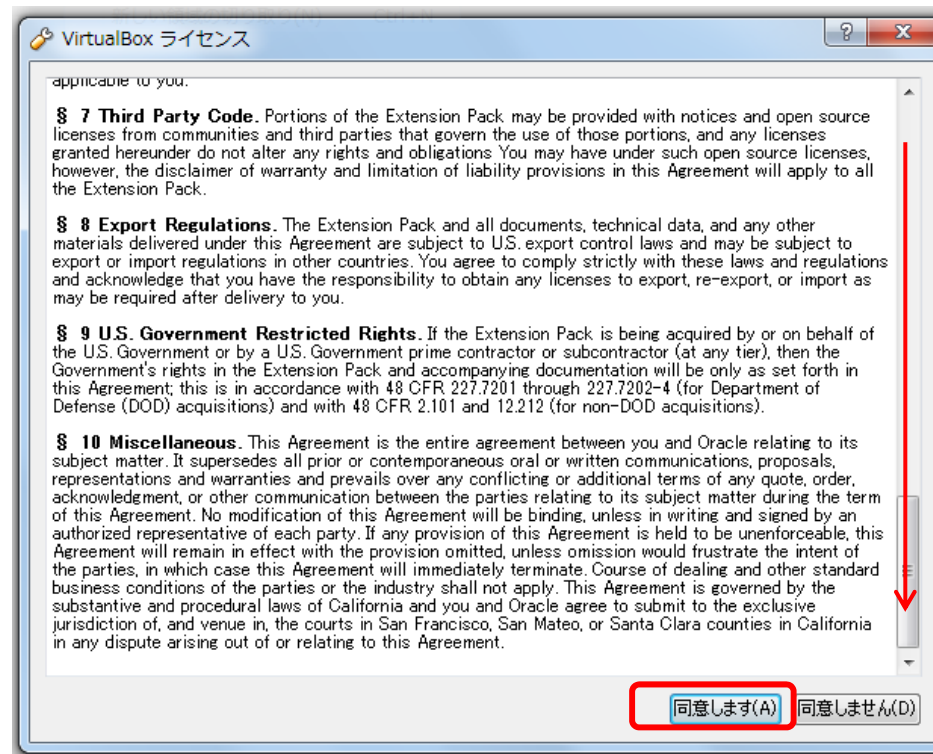 VirtualBox ライセンス
applicable to you.
§ 7 Third Party Code. Portions of the Extension Pack may be provided with notices and open source
licenses from communities and third parties that govern the use of those portions, and any licenses
granted hereunder do not alter any rights and obligations You may have under such open source licenses,
however, the disclaimer of warranty and limitation of liability provisions in this Agreement will apply to all
the Extension Pack.
§ 8 Export Regulations. The Extension Pack and all documents, technical data, and any other
materials delivered under this Agreement are subject to U.S. export control laws and may be subject to
export or import regulations in other countries. You agree to comply strictly with these laws and regulations
and acknowledge that you have the responsibility to obtain any licenses to export, re-export, or import as
may be required after delivery to you.
§ 9 U.S. Government Restricted Rights. If the Extension Pack is being acquired by or on behalf of
the U.S. Government or by a U.S. Government prime contractor or subcontractor (at any tier), then the
Government's rights in the Extension Pack and accompanying documentation will be only as set forth in
this Agreement; this is in accordance with 48 CFR 227.7201 through 227.7202-4 (for Department of
Defense (DOD) acquisitions) and with 48 CFR 2.101 and 12.212 (for non-DOD acquisitions).
§ 10 Miscellaneous. This Agreement is the entire agreement between you and Oracle relating to its
subject matter. It supersedes all prior or contemporaneous oral or written communications, proposals,
representations and warranties and prevails over any conflicting or additional terms of any quote, order,
acknowledgment, or other communication between the parties relating to its subject matter during the term
of this Agreement. No modification of this Agreement will be binding, unless in writing and signed by an
authorized representative of each party. If any provision of this Agreement is held to be unenforceable, this
Agreement will remain in effect with the provision omitted, unless omission would frustrate the intent of
the parties, in which case this Agreement will immediately terminate. Course of dealing and other standard
business conditions of the parties or the industry shall not apply. This Agreement is governed by the
substantive and procedural laws of California and you and Oracle agree to submit to the exclusive
jurisdiction of, and venue in, the courts in San Francisco, San Mateo, or Santa Clara counties in California
in any dispute arising out of or relating to this Agreement.
同意します(A) 同意しません(D)